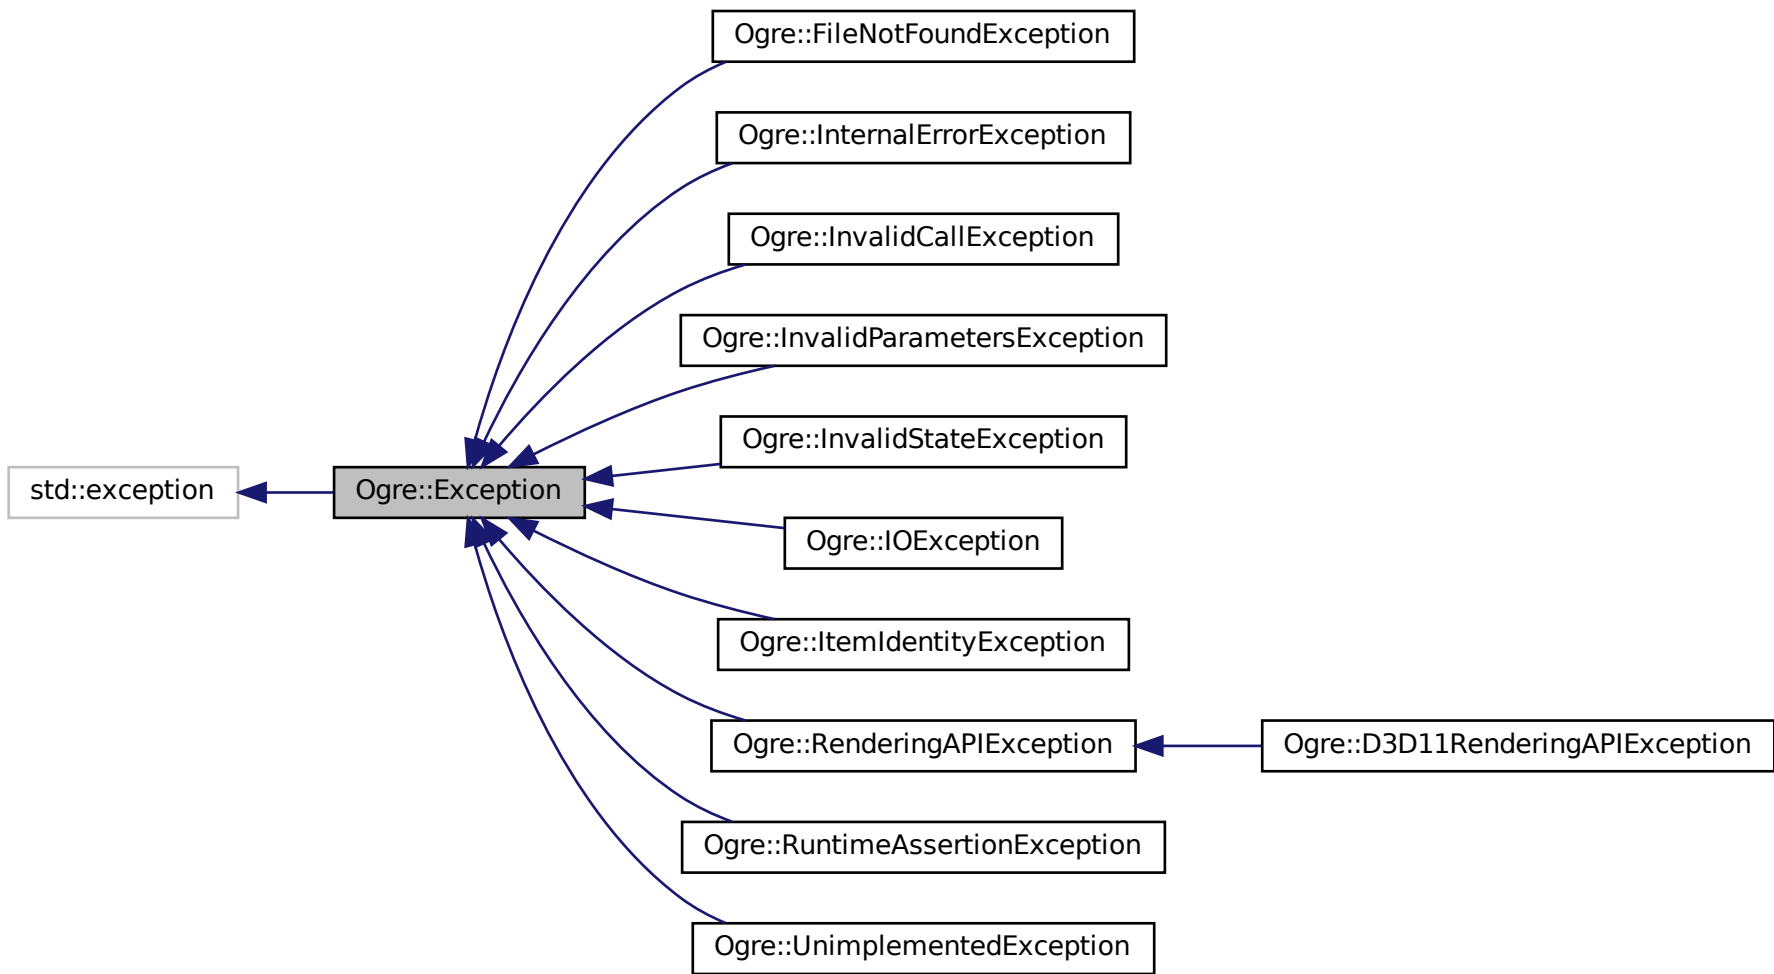 Ogre::FileNotFoundException
Ogre::InternalErrorException
Ogre::InvalidCallException
Ogre::InvalidParametersException
Ogre::InvalidStateException
std::exception
Ogre::Exception
Ogre::IOException
Ogre::ItemIdentityException
Ogre::RenderingAPIException
Ogre::D3D11RenderingAPIException
Ogre::RuntimeAssertionException
Ogre::UnimplementedException